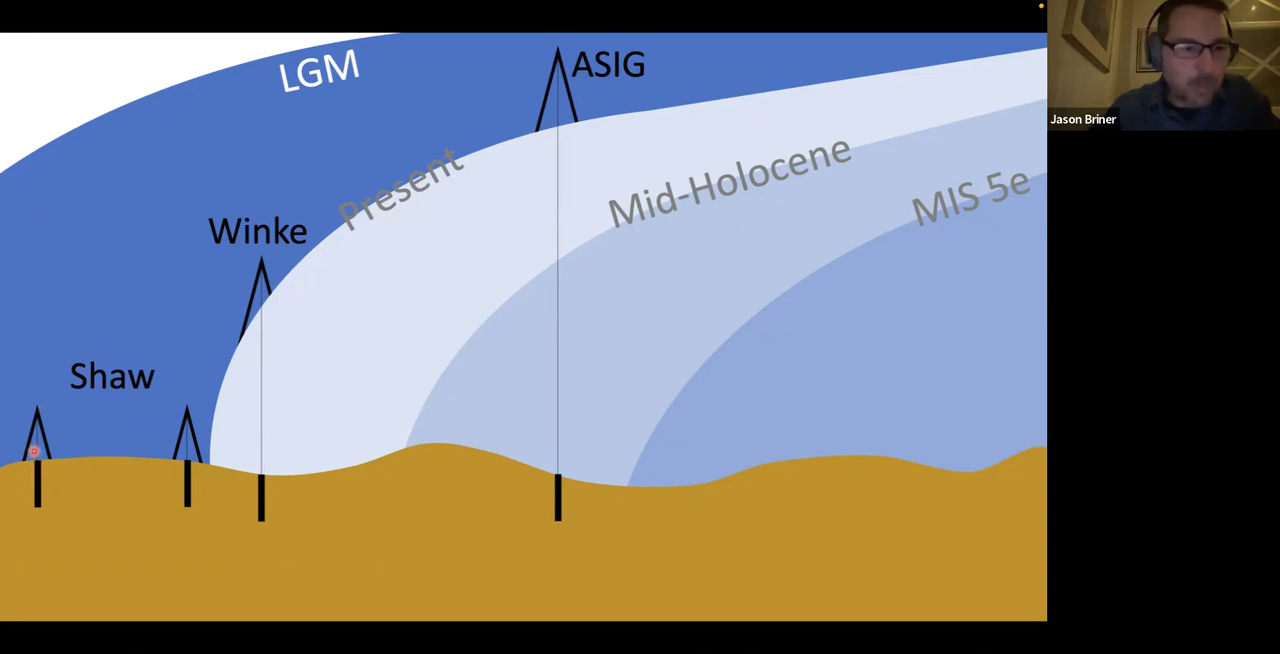 LGM
ASIG
Present
Mid-Holocene
MIS 5e
Winke
Shaw
Jason Briner